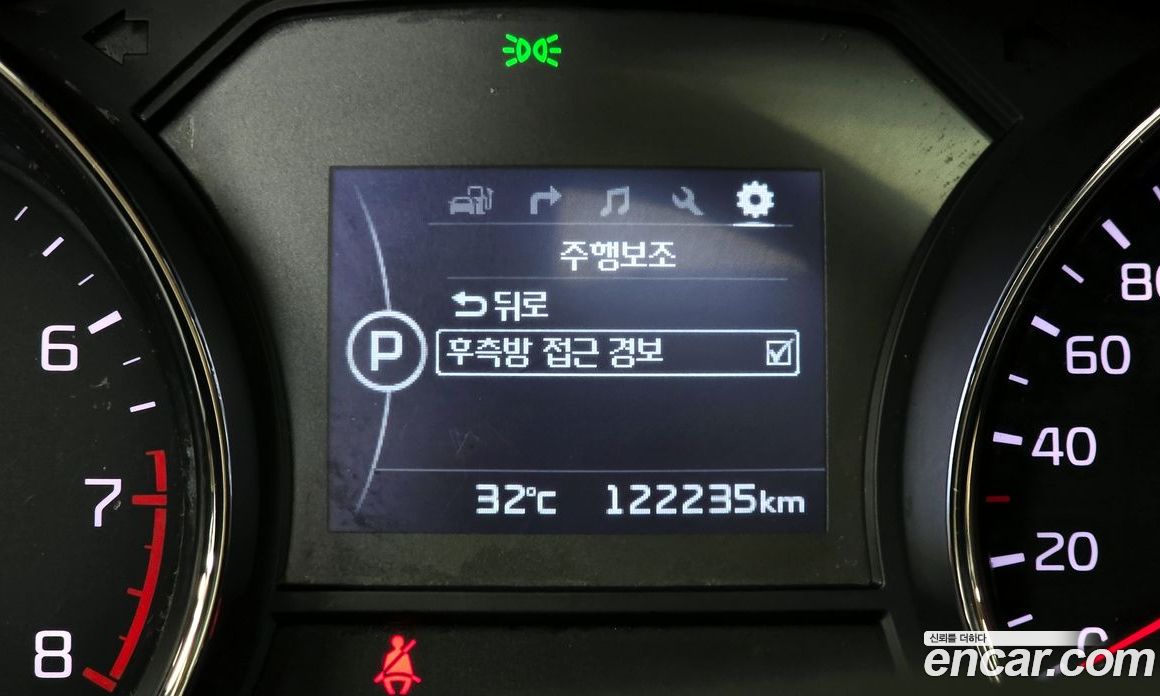 주행보조
뒤로
P
후측방 접근 경보
32°C 122235km
6
7
8
80
60
40
20
신뢰를 더하다
encar.com